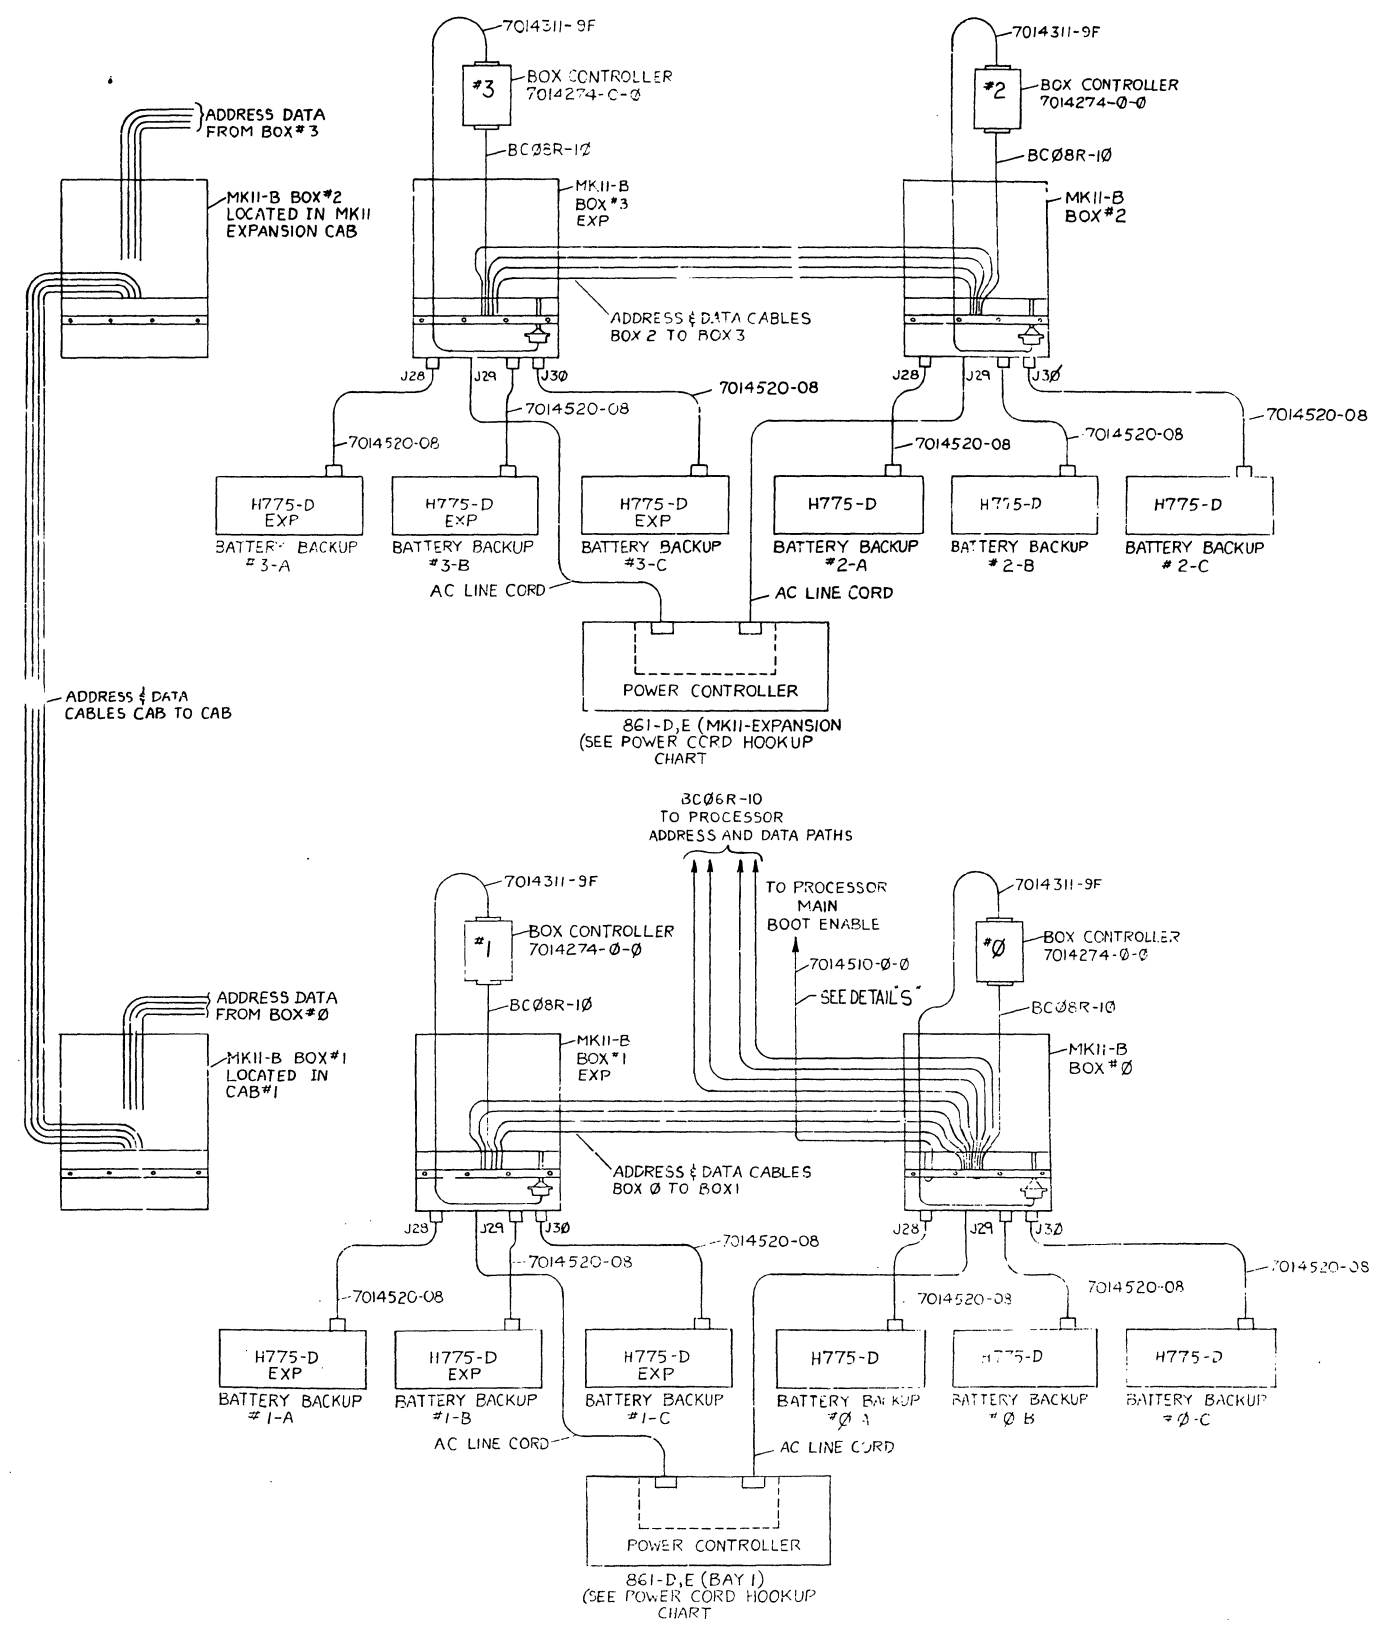 7014311-9F
#3
BOX CONTROLLER
7014274-C-Ø
BCØ8R-1Ø
MK11-B
BOX#3
EXP
7014311-9F
#2
BOX CONTROLLER
7014274-Ø-Ø
BCØ8R-1Ø
MK11-B
BOX#2
ADDRESS DATA
FROM BOX#3
MK11-B BOX#2
LOCATED IN MK11
EXPANSION CAB
ADDRESS & DATA CABLES
BOX 2 TO BOX 3
J28
J29
J3Ø
J28
J29
J3Ø
7014520-08
7014520-08
7014520-08
7014520-08
7014520-08
7014520-08
H775-D
EXP
BATTERY BACKUP
#3-A
H775-D
EXP
BATTERY BACKUP
#3-B
H775-D
EXP
BATTERY BACKUP
#3-C
H775-D
BATTERY BACKUP
#2-A
H775-D
BATTERY BACKUP
#2-B
H775-D
BATTERY BACKUP
#2-C
AC LINE CORD
AC LINE CORD
POWER CONTROLLER
861-D,E (MK11-EXPANSION
(SEE POWER CORD HOOKUP
CHART
ADDRESS & DATA
CABLES CAB TO CAB
BCØ6R-10
TO PROCESSOR
ADDRESS AND DATA PATHS
7014311-9F
#1
BOX CONTROLLER
7014274-Ø-Ø
BCØ8R-1Ø
MK11-B
BOX#1
EXP
TO PROCESSOR
MAIN
BOOT ENABLE
7014510-Ø-Ø
SEE DETAIL "S"
7014311-9F
#Ø
BOX CONTROLLER
7014274-Ø-Ø
BCØ8R-1Ø
MK11-B
BOX #Ø
ADDRESS DATA
FROM BOX#Ø
MK11-B BOX#1
LOCATED IN
CAB#1
ADDRESS & DATA CABLES
BOX Ø TO BOX1
J28
J29
J3Ø
J28
J29
J3Ø
7014520-08
7014520-08
7014520-08
7014520-08
7014520-08
7014520-08
H775-D
EXP
BATTERY BACKUP
#1-A
H775-D
EXP
BATTERY BACKUP
#1-B
H775-D
EXP
BATTERY BACKUP
#1-C
H775-D
BATTERY BACKUP
#Ø A
H775-D
BATTERY BACKUP
#Ø B
H775-D
BATTERY BACKUP
#Ø-C
AC LINE CORD
AC LINE CORD
POWER CONTROLLER
861-D,E (BAY 1)
(SEE POWER CORD HOOKUP
CHART